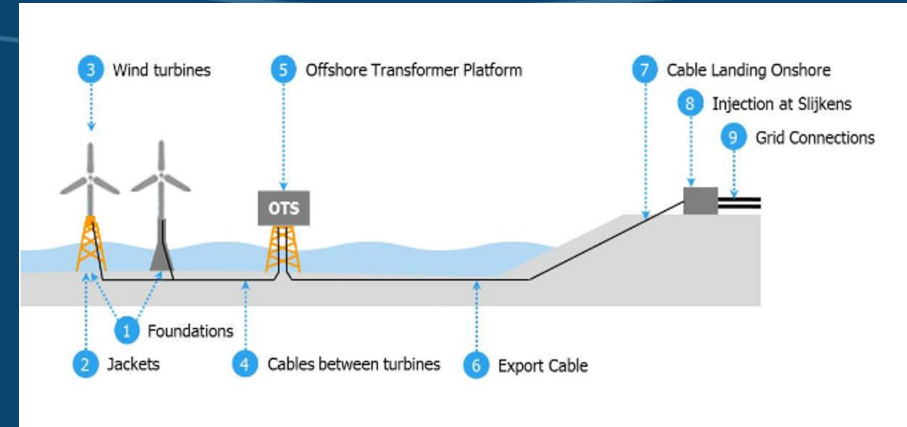 3 Wind turbines
5 Offshore Transformer Platform
7 Cable Landing Onshore
8 Injection at Slijkens
9 Grid Connections
OTS
1 Foundations
2 Jackets
4 Cables between turbines
6 Export Cable